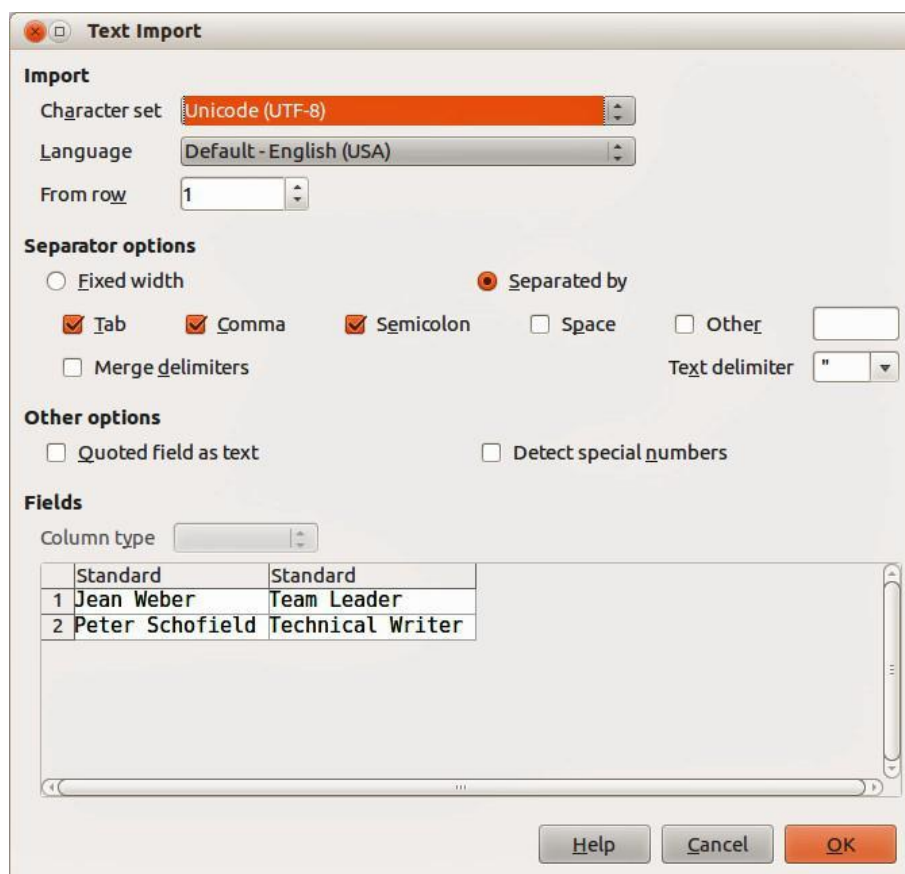 Text Import
Import
Character set Unicode (UTF-8)
Language Default - English (USA)
From row 1
Separator options
Fixed width Separated by
Tab Comma Semicolon Space Other
Merge delimiters Text delimiter "
Other options
Quoted field as text Detect special numbers
Fields
Column type
Standard Standard
1 Jean Weber Team Leader
2 Peter Schofield Technical Writer
Help Cancel OK